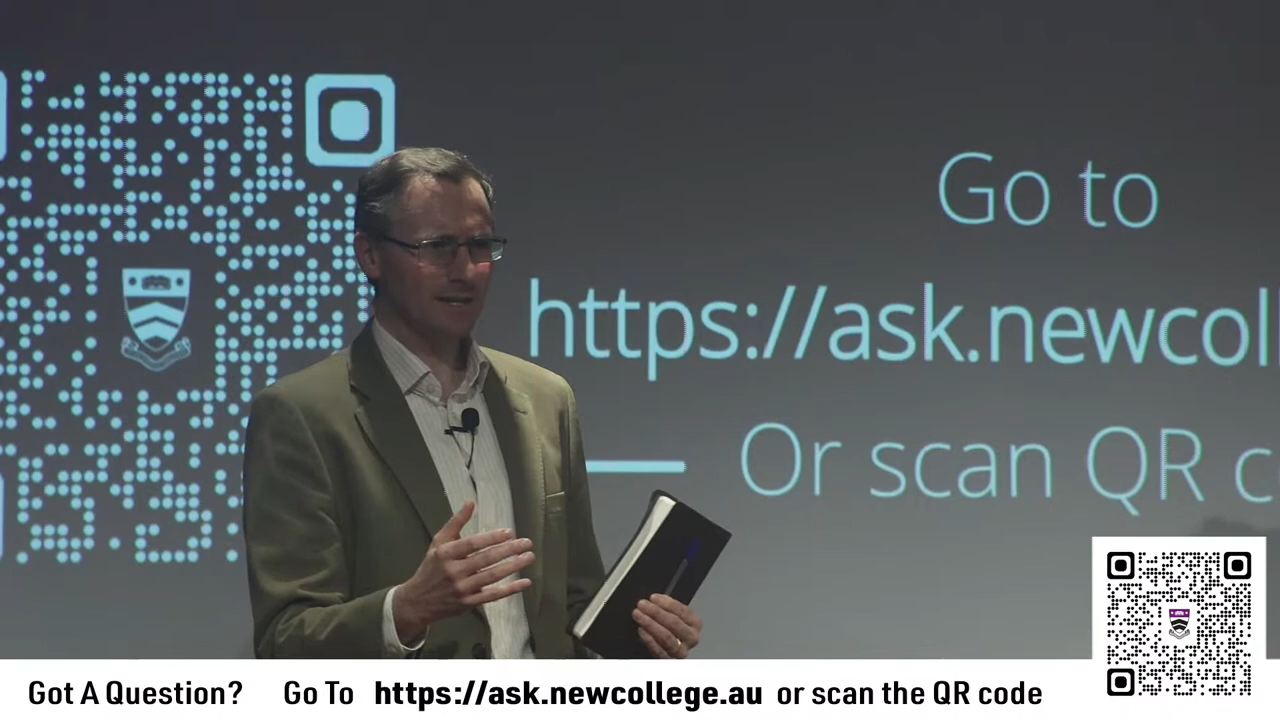 Go to
https://ask.newcoll
Or scan QR c
Got A Question? Go To https://ask.newcollege.au or scan the QR code